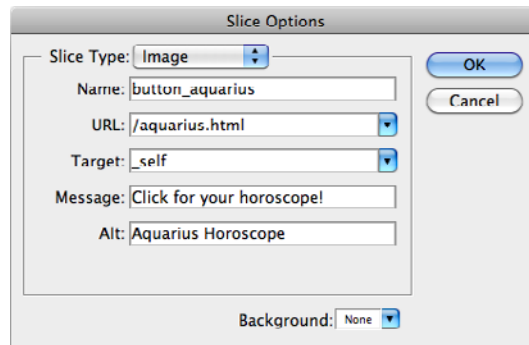 Slice Options
Slice Type: Image
OK
Name: button_aquarius
Cancel
URL: /aquarius.html
Target: _self
Message: Click for your horoscope!
Alt: Aquarius Horoscope
Background: None